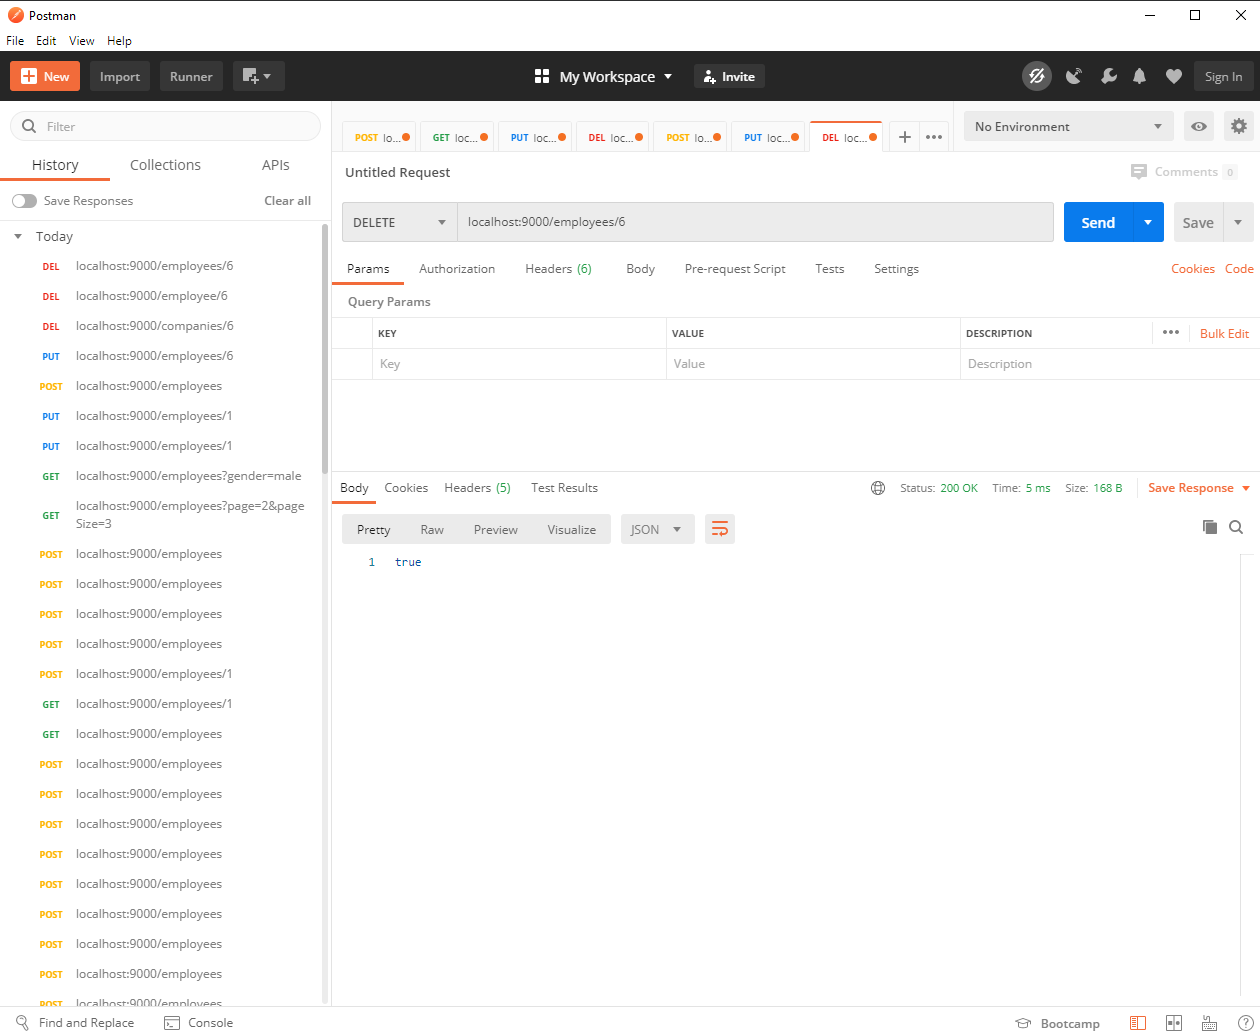 Postman
File Edit View Help
New Import Runner My Workspace Invite Sign In
Filter
History Collections APIs
Save Responses Clear all
Today
DEL localhost:9000/employees/6
DEL localhost:9000/employee/6
DEL localhost:9000/companies/6
PUT localhost:9000/employees/6
POST localhost:9000/employees
PUT localhost:9000/employees/1
PUT localhost:9000/employees/1
GET localhost:9000/employees?gender=male
GET localhost:9000/employees?page=2&page
Size=3
POST localhost:9000/employees
POST localhost:9000/employees
POST localhost:9000/employees
POST localhost:9000/employees
POST localhost:9000/employees/1
GET localhost:9000/employees/1
GET localhost:9000/employees
POST localhost:9000/employees
POST localhost:9000/employees
POST localhost:9000/employees
POST localhost:9000/employees
POST localhost:9000/employees
POST localhost:9000/employees
POST localhost:9000/employees
POST localhost:9000/employees
POST localhost:9000/employees
POST lo... GET loc... PUT loc... DEL loc... POST lo... PUT loc... DEL loc... + ••• No Environment
Untitled Request Comments 0
DELETE localhost:9000/employees/6 Send Save
Params Authorization Headers (6) Body Pre-request Script Tests Settings Cookies Code
Query Params
KEY VALUE DESCRIPTION ••• Bulk Edit
Key Value Description
Body Cookies Headers (5) Test Results Status: 200 OK Time: 5 ms Size: 168 B Save Response
Pretty Raw Preview Visualize JSON
1 true
Find and Replace Console Bootcamp